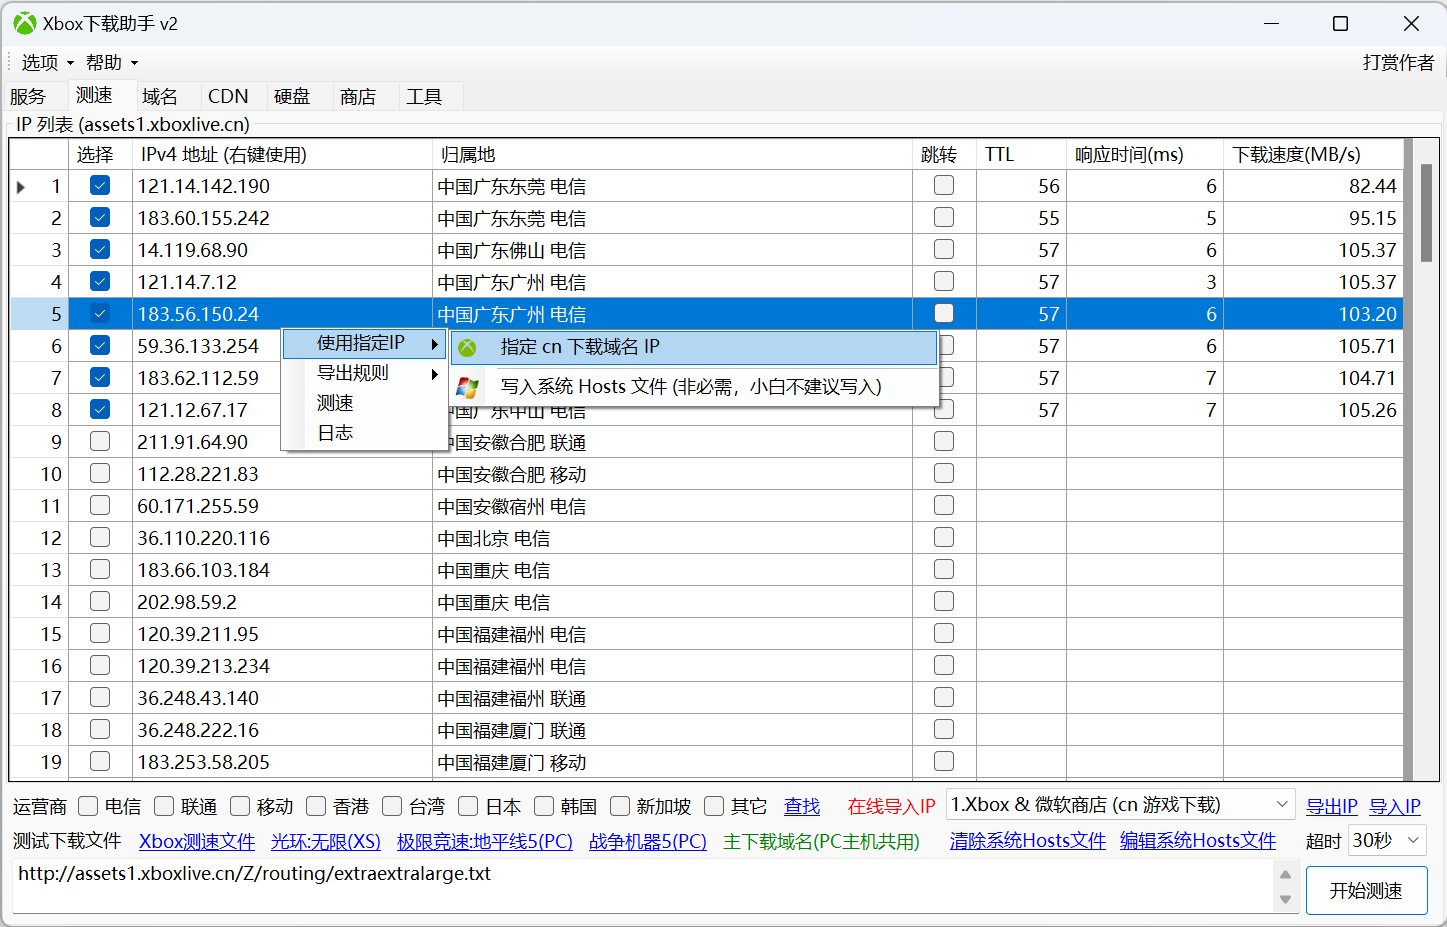 Xbox下载助手 v2
选项 帮助 打赏作者
服务 测速 域名 CDN 硬盘 商店 工具
IP 列表 (assets1.xboxlive.cn)
选择 IPv4 地址 (右键使用) 归属地 跳转 TTL 响应时间(ms) 下载速度(MB/s)
1 121.14.142.190 中国广东东莞 电信 56 6 82.44
2 183.60.155.242 中国广东东莞 电信 55 5 95.15
3 14.119.68.90 中国广东佛山 电信 57 6 105.37
4 121.14.7.12 中国广东广州 电信 57 3 105.37
5 183.56.150.24 中国广东广州 电信 57 6 103.20
6 59.36.133.254 57 6 105.71
7 183.62.112.59 57 7 104.71
8 121.12.67.17 中国广东中山 电信 57 7 105.26
使用指定IP
导出规则
测速
日志
指定 cn 下载域名 IP
写入系统 Hosts 文件 (非必需，小白不建议写入)
9 211.91.64.90 中国安徽合肥 联通
10 112.28.221.83 中国安徽合肥 移动
11 60.171.255.59 中国安徽宿州 电信
12 36.110.220.116 中国北京 电信
13 183.66.103.184 中国重庆 电信
14 202.98.59.2 中国重庆 电信
15 120.39.211.95 中国福建福州 电信
16 120.39.213.234 中国福建福州 电信
17 36.248.43.140 中国福建福州 联通
18 36.248.222.16 中国福建厦门 联通
19 183.253.58.205 中国福建厦门 移动
运营商 电信 联通 移动 香港 台湾 日本 韩国 新加坡 其它 查找 在线导入IP 1.Xbox & 微软商店 (cn 游戏下载) 导出IP 导入IP
测试下载文件 Xbox测速文件 光环:无限(XS) 极限竞速:地平线5(PC) 战争机器5(PC) 主下载域名(PC主机共用) 清除系统Hosts文件 编辑系统Hosts文件 超时 30秒
http://assets1.xboxlive.cn/Z/routing/extraextralarge.txt
开始测速